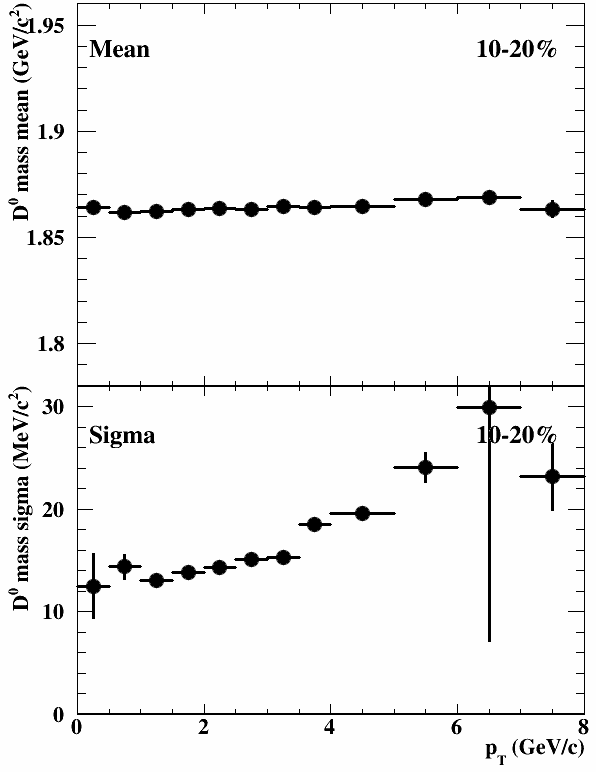 D⁰ mass mean (GeV/c²)
1.95
Mean
10-20%
1.9
1.85
1.8
D⁰ mass sigma (MeV/c²)
30
Sigma
10-20%
20
10
0
0 2 4 6 8
p_T (GeV/c)